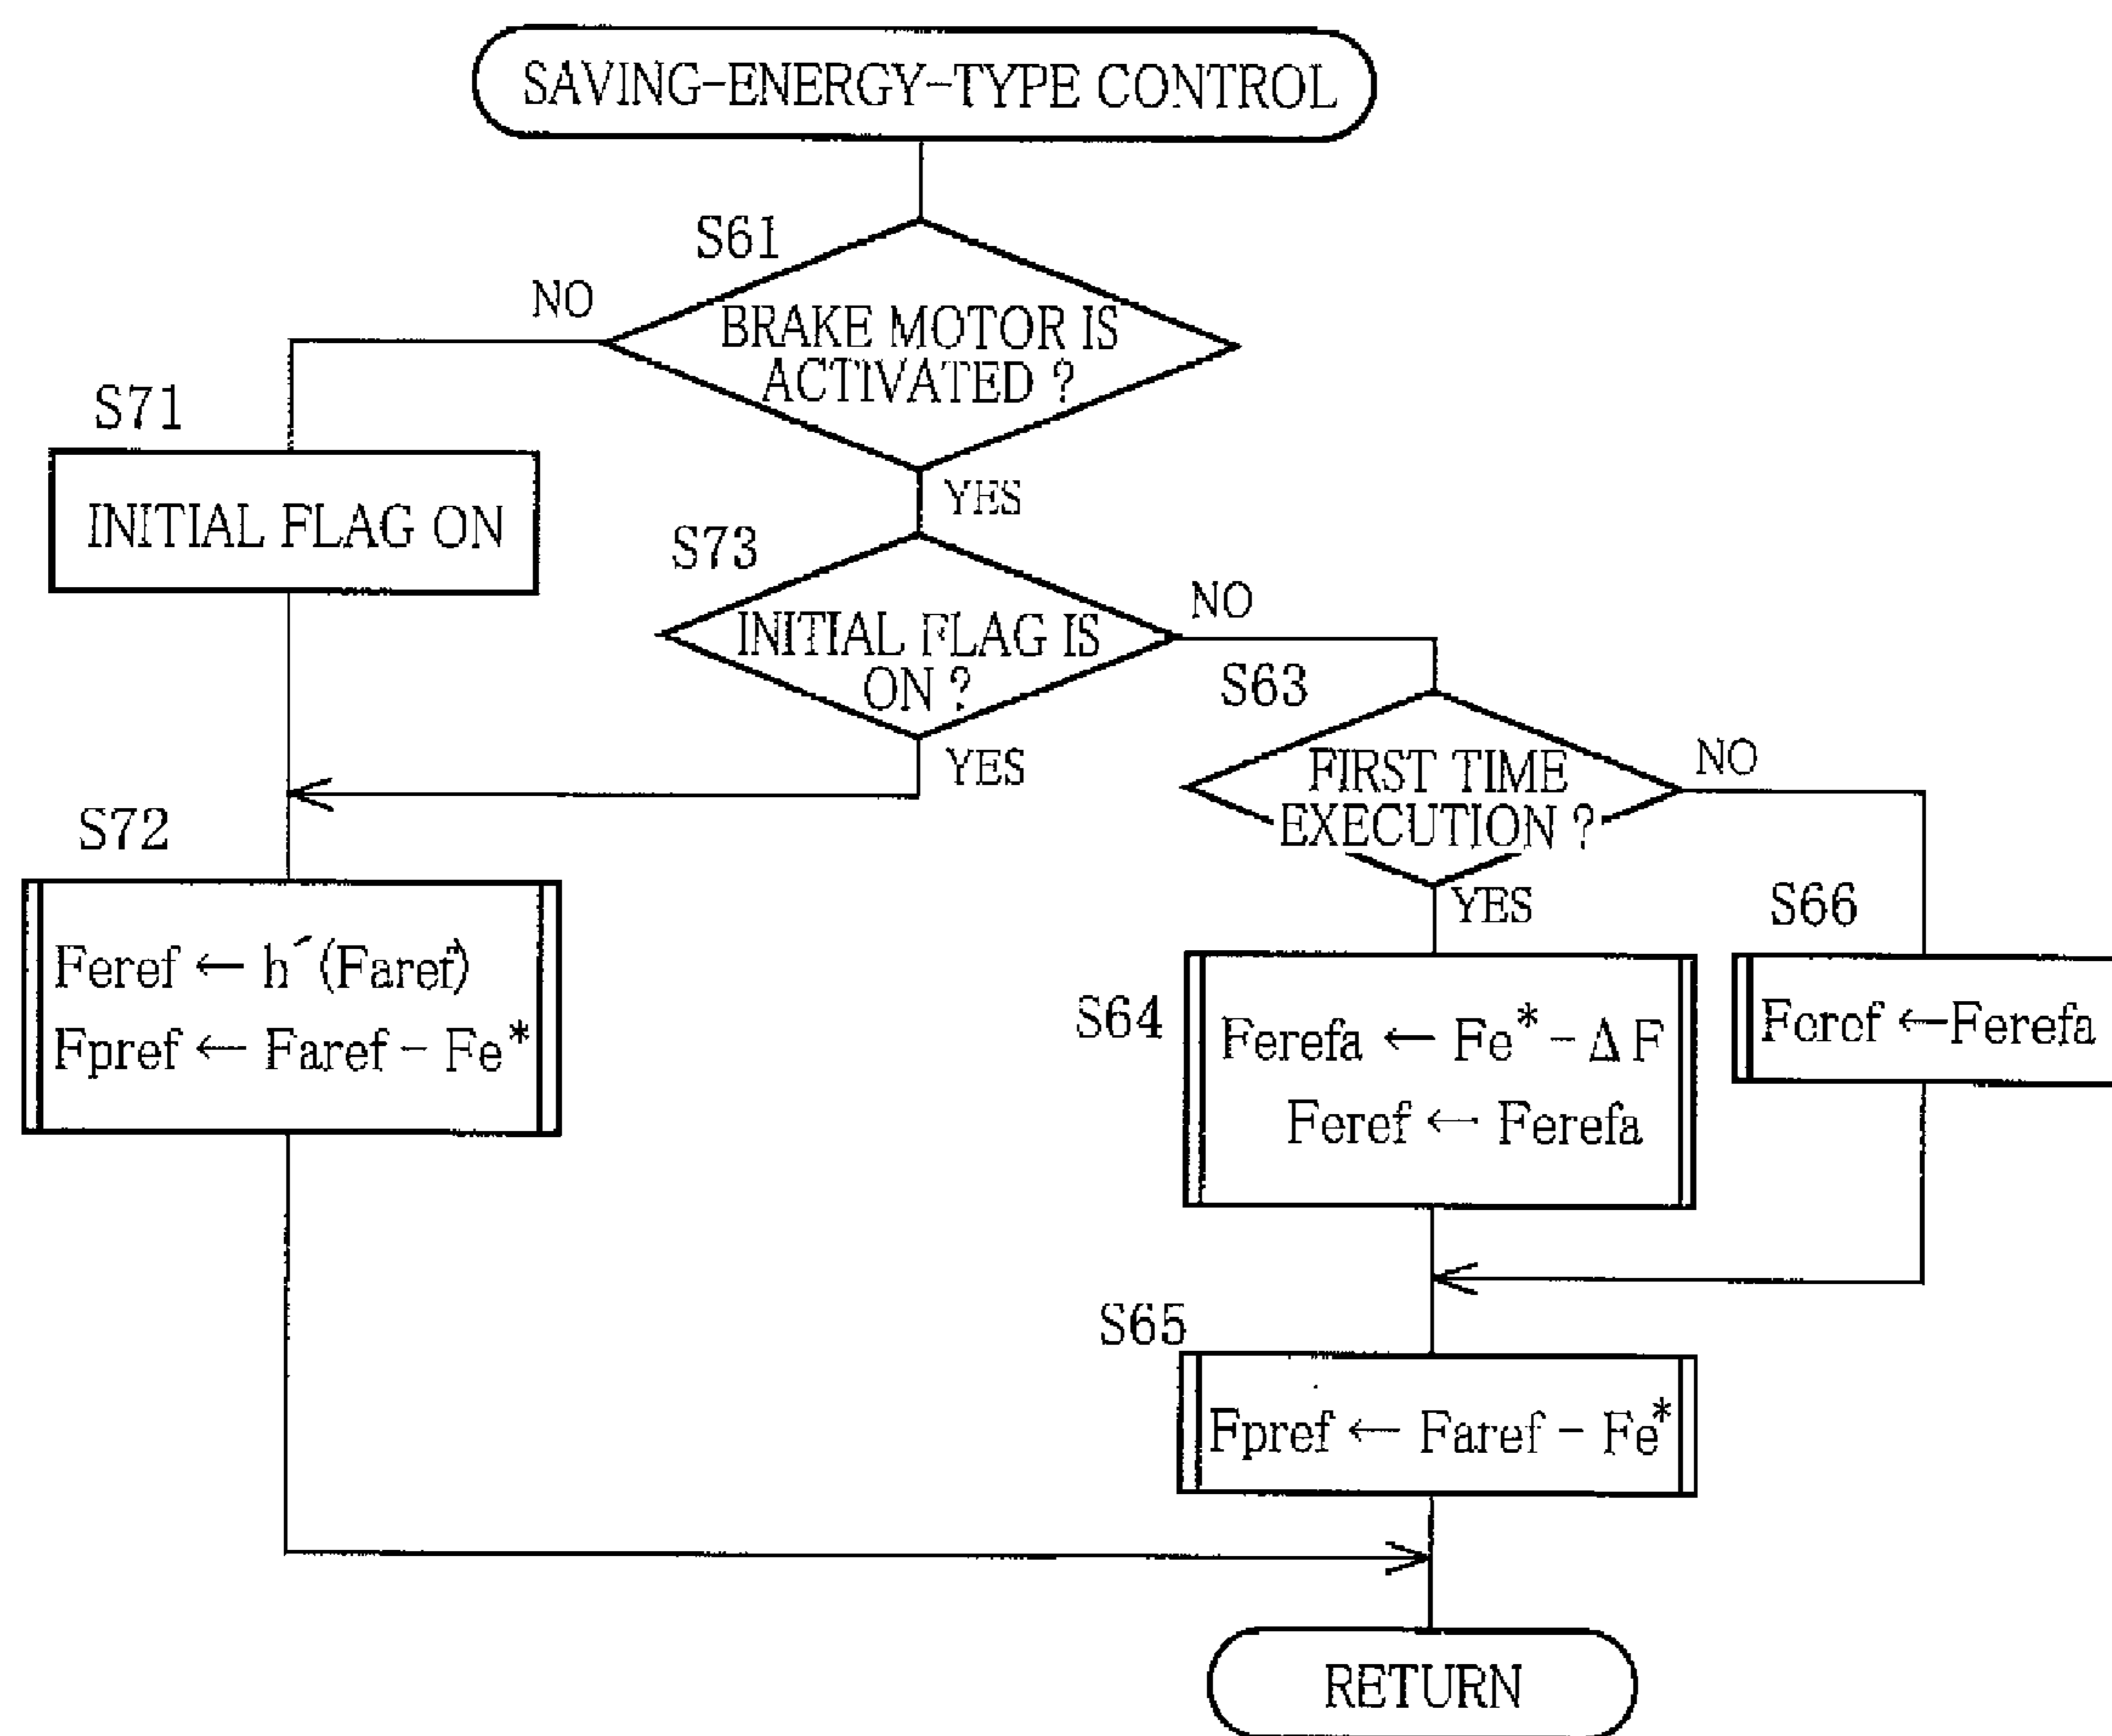 SAVING-ENERGY-TYPE CONTROL
S61
NO
BRAKE MOTOR IS
ACTIVATED ?
YES
S71
INITIAL FLAG ON
S73
INITIAL FLAG IS
ON ?
NO
YES
S63
FIRST TIME
EXECUTION ?
NO
YES
S72
Feref ← h´(Faref)
Fpref ← Faref - Fe*
S64
Ferefa ← Fe* - ΔF
Feref ← Ferefa
S66
Feref ← Ferefa
S65
Fpref ← Faref - Fe*
RETURN